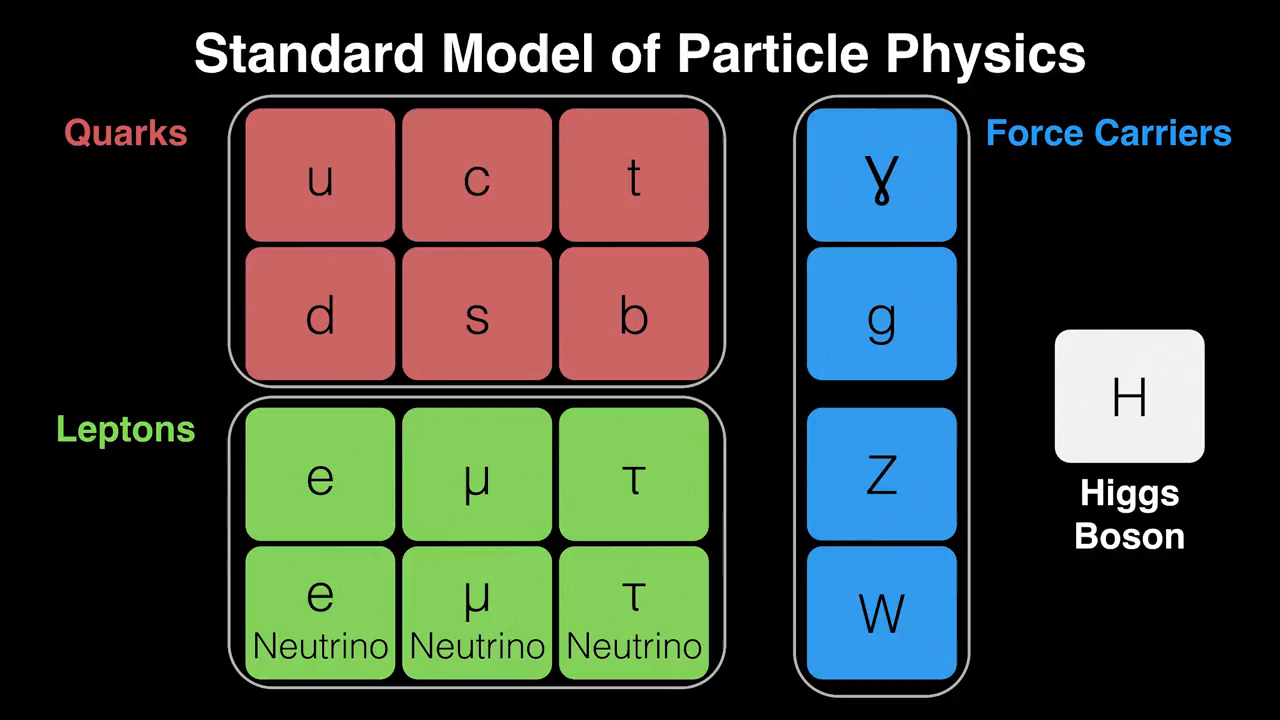 Standard Model of Particle Physics
Quarks
u c t
d s b
Leptons
e μ τ
e μ τ
Neutrino Neutrino Neutrino
Force Carriers
γ
g
Z
W
H
Higgs
Boson